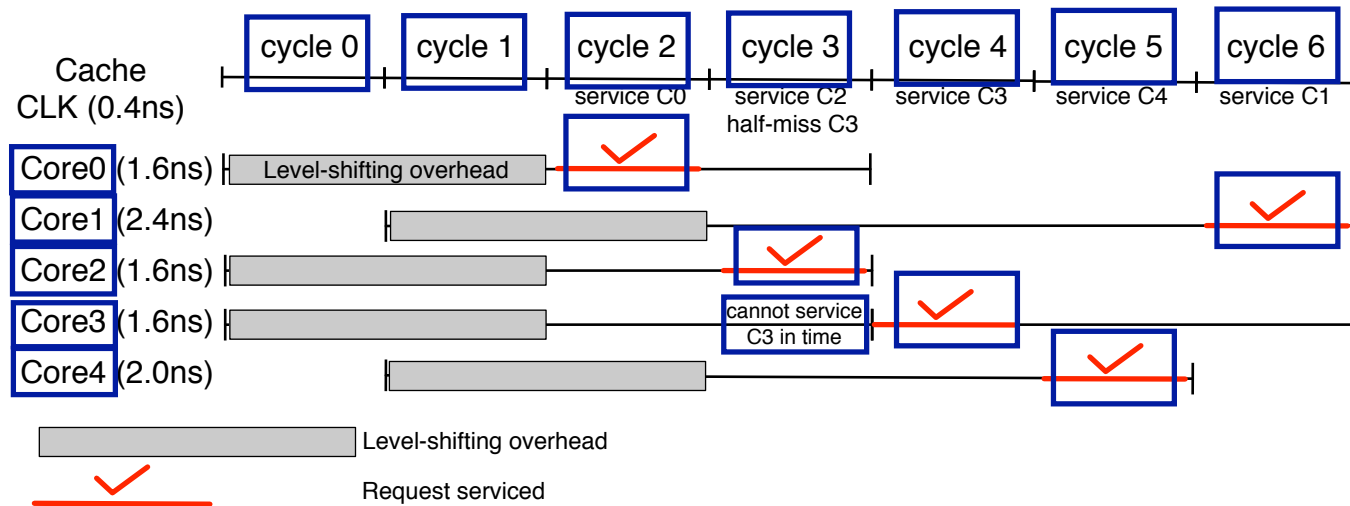 cycle 0 cycle 1 cycle 2 cycle 3 cycle 4 cycle 5 cycle 6
Cache
CLK (0.4ns)
service C0 service C2 service C3 service C4 service C1
half-miss C3
Core0 (1.6ns) Level-shifting overhead
Core1 (2.4ns)
Core2 (1.6ns)
Core3 (1.6ns) cannot service
C3 in time
Core4 (2.0ns)
Level-shifting overhead
Request serviced